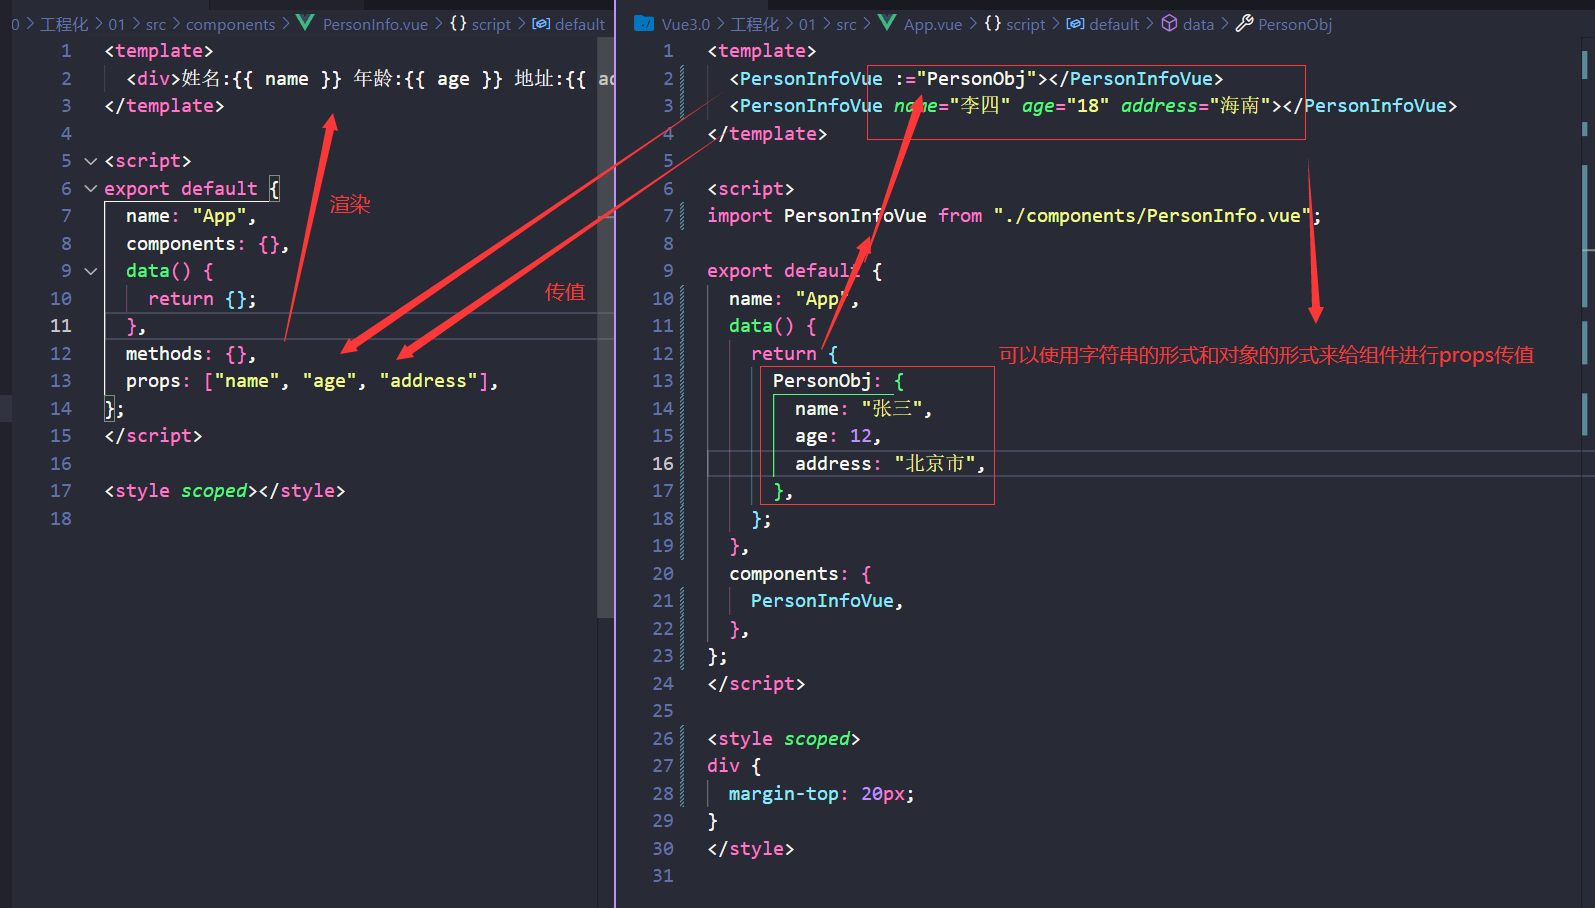 0 > 工程化 > 01 > src > components > PersonInfo.vue > {} script > default
1 <template>
2 <div>姓名:{{ name }} 年龄:{{ age }} 地址:{{ ad
3 </template>
4
5 <script>
6 export default {
7 name: "App",
8 components: {},
9 data() {
10 return {};
11 },
12 methods: {},
13 props: ["name", "age", "address"],
14 };
15 </script>
16
17 <style scoped></style>
18
渲染
传值
Vue3.0 > 工程化 > 01 > src > App.vue > {} script > default > data > PersonObj
1 <template>
2 <PersonInfoVue :="PersonObj"></PersonInfoVue>
3 <PersonInfoVue name="李四" age="18" address="海南"></PersonInfoVue>
4 </template>
5
6 <script>
7 import PersonInfoVue from "./components/PersonInfo.vue";
8
9 export default {
10 name: "App",
11 data() {
12 return {
13 PersonObj: {
14 name: "张三",
15 age: 12,
16 address: "北京市",
17 },
18 };
19 },
20 components: {
21 PersonInfoVue,
22 },
23 };
24 </script>
25
26 <style scoped>
27 div {
28 margin-top: 20px;
29 }
30 </style>
31
可以使用字符串的形式和对象的形式来给组件进行props传值